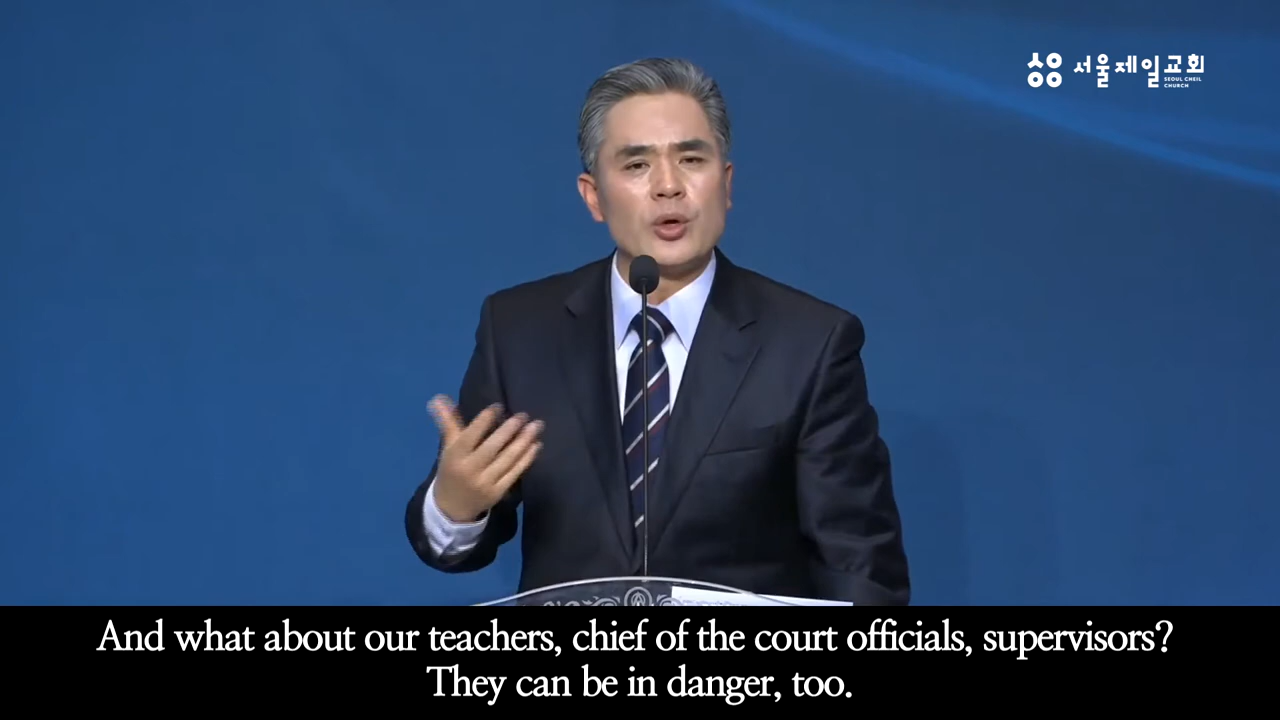 서울제일교회
SEOUL CHEIL
CHURCH
And what about our teachers, chief of the court officials, supervisors?
They can be in danger, too.